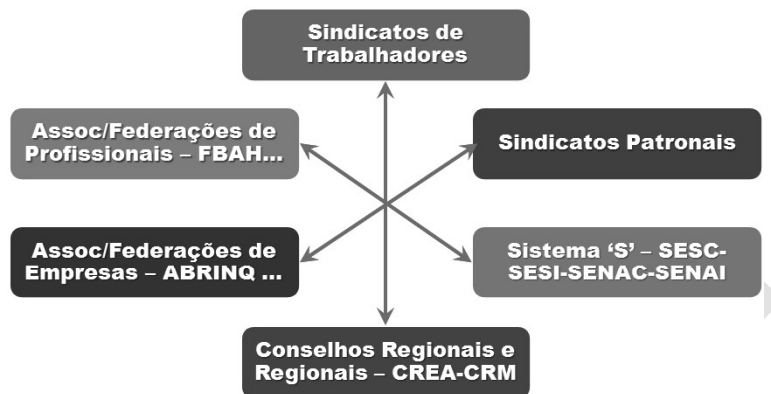 Sindicatos de
Trabalhadores
Assoc/Federações de
Profissionais – FBAH...
Sindicatos Patronais
Assoc/Federações de
Empresas – ABRINQ ...
Sistema ‘S’ – SESC-
SESI-SENAC-SENAI
Conselhos Regionais e
Regionais – CREA-CRM